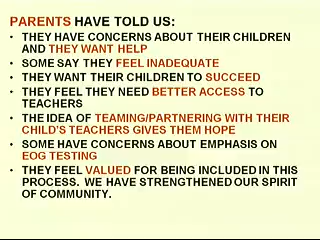 PARENTS HAVE TOLD US:
• THEY HAVE CONCERNS ABOUT THEIR CHILDREN
AND THEY WANT HELP
• SOME SAY THEY FEEL INADEQUATE
• THEY WANT THEIR CHILDREN TO SUCCEED
• THEY FEEL THEY NEED BETTER ACCESS TO
TEACHERS
• THE IDEA OF TEAMING/PARTNERING WITH THEIR
CHILD'S TEACHERS GIVES THEM HOPE
• SOME HAVE CONCERNS ABOUT EMPHASIS ON
EOG TESTING
• THEY FEEL VALUED FOR BEING INCLUDED IN THIS
PROCESS. WE HAVE STRENGTHENED OUR SPIRIT
OF COMMUNITY.